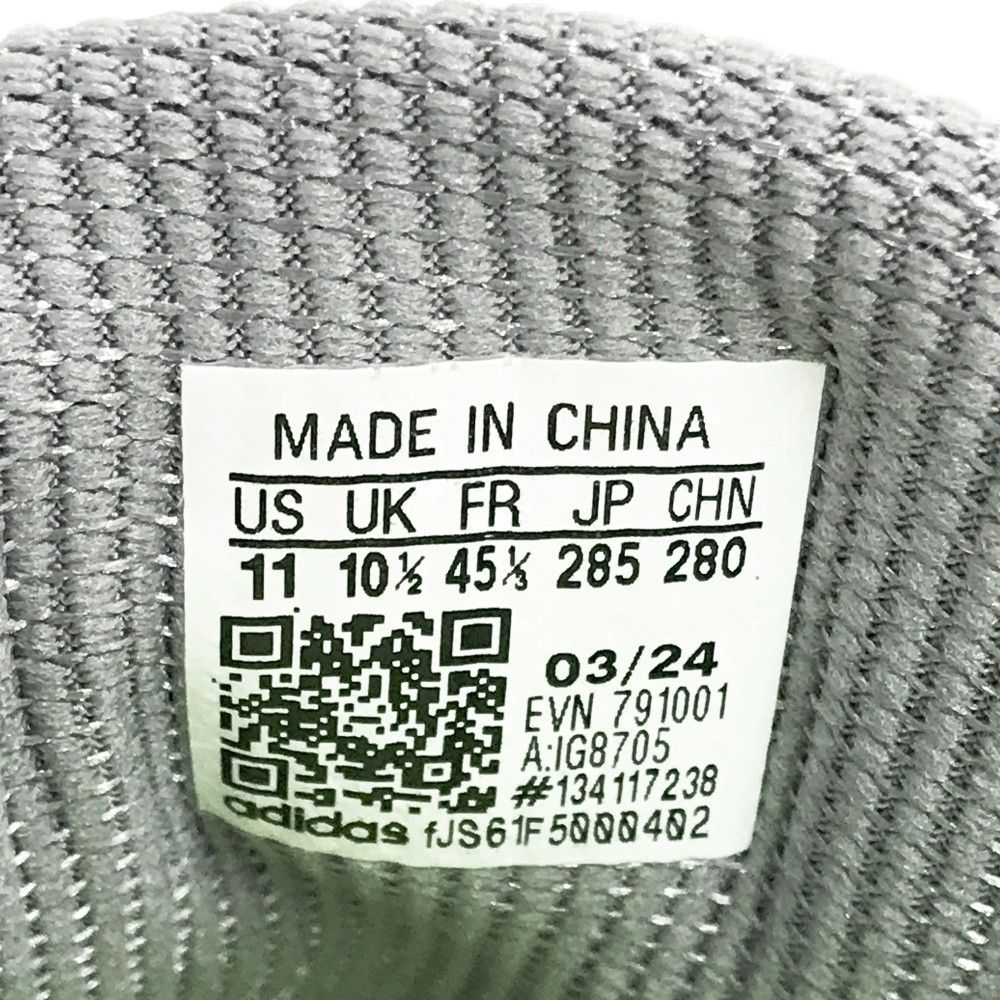 MADE IN CHINA
US UK FR JP CHN
11 10½ 45⅓ 285 280
03/24
EVN 791001
A:IG8705
#134117238
adidas fJS61F5000402